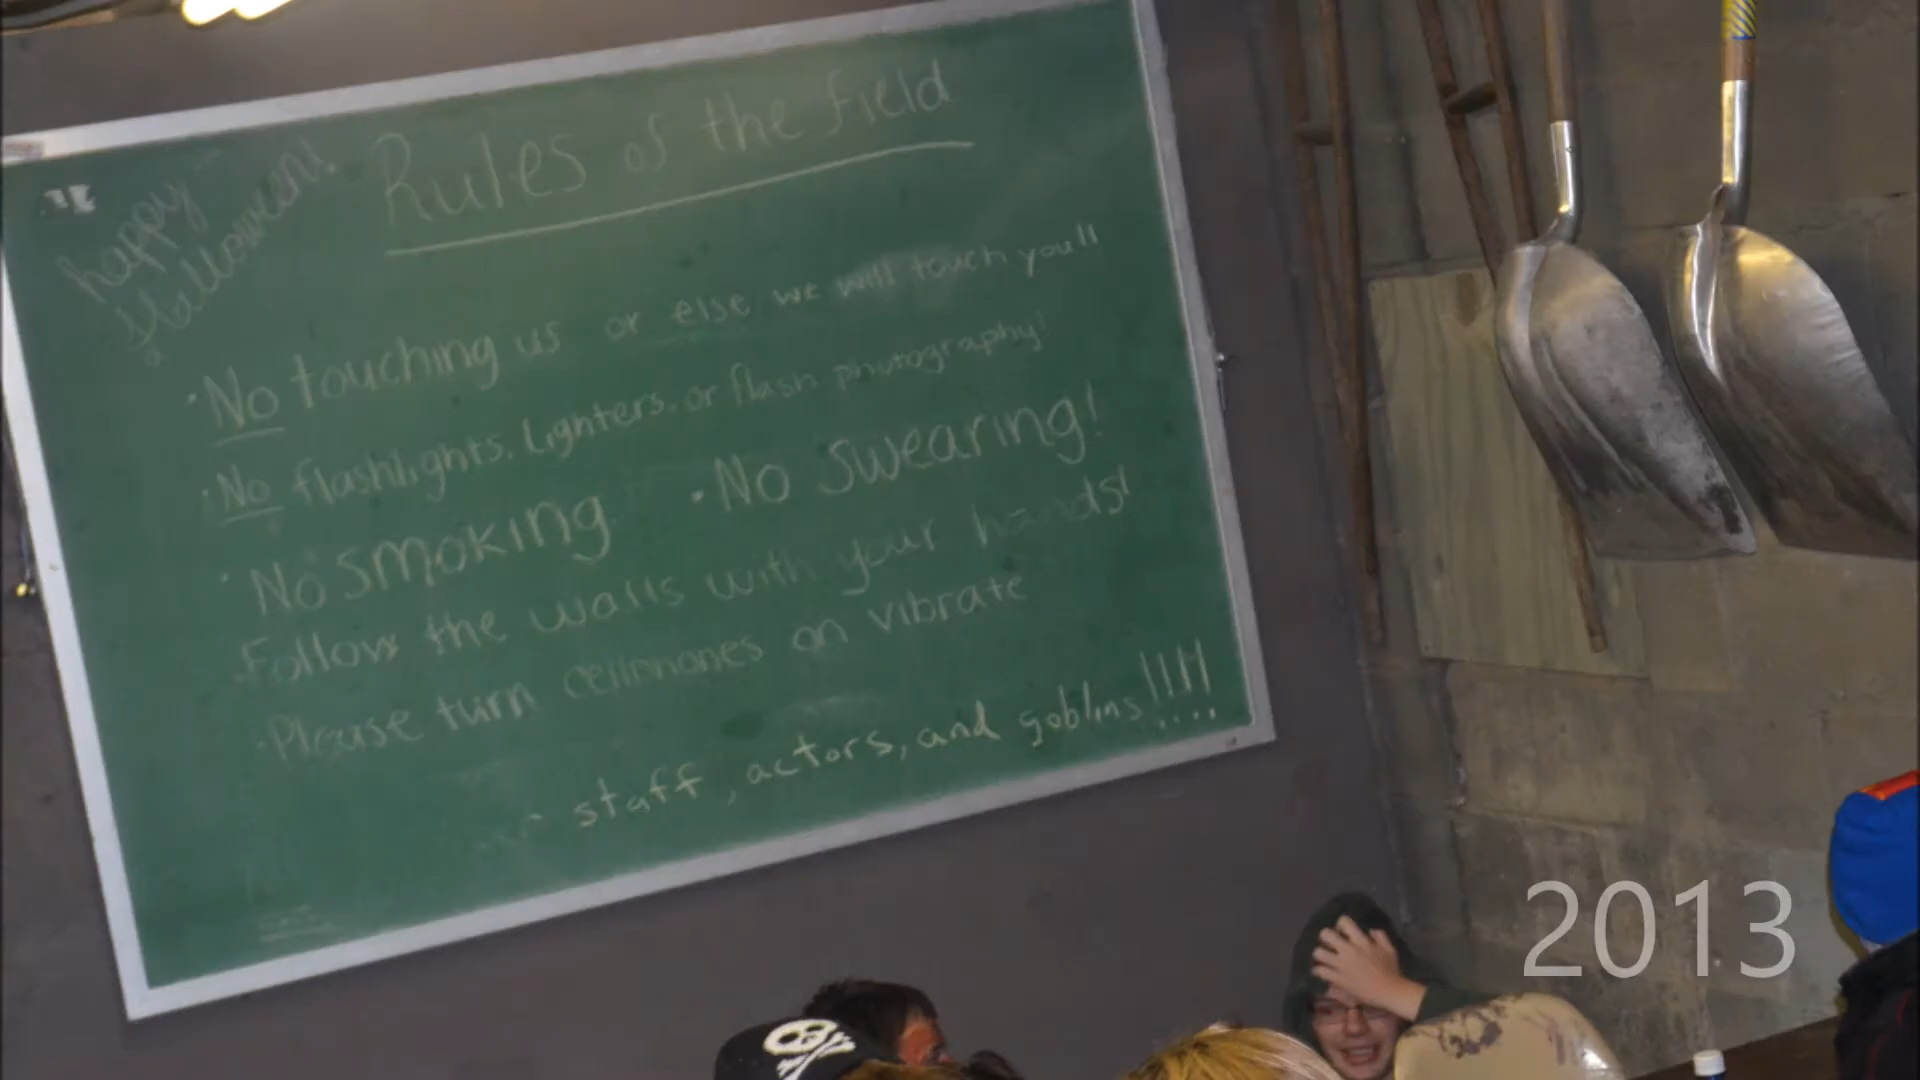 happy
Halloween!
Rules of the field
• No touching us or else we will touch you!!
• No flashlights, lighters, or flash photography!
• No smoking • No swearing!
• Follow the walls with your hands!
• Please turn cellphones on vibrate
staff, actors, and goblins!!!!
2013